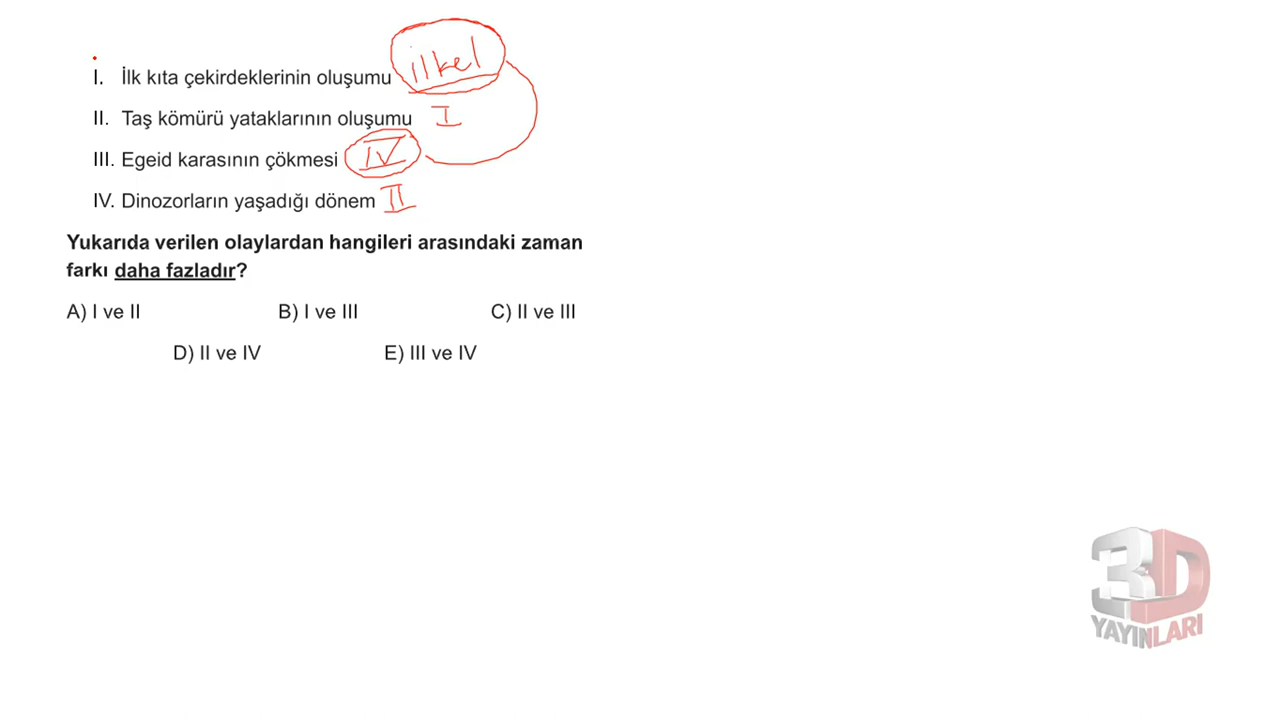 I. İlk kıta çekirdeklerinin oluşumu ilkel
II. Taş kömürü yataklarının oluşumu I
III. Egeid karasının çökmesi IV
IV. Dinozorların yaşadığı dönem II
Yukarıda verilen olaylardan hangileri arasındaki zaman
farkı daha fazladır?
A) I ve II B) I ve III C) II ve III
D) II ve IV E) III ve IV
3D
YAYINLARI